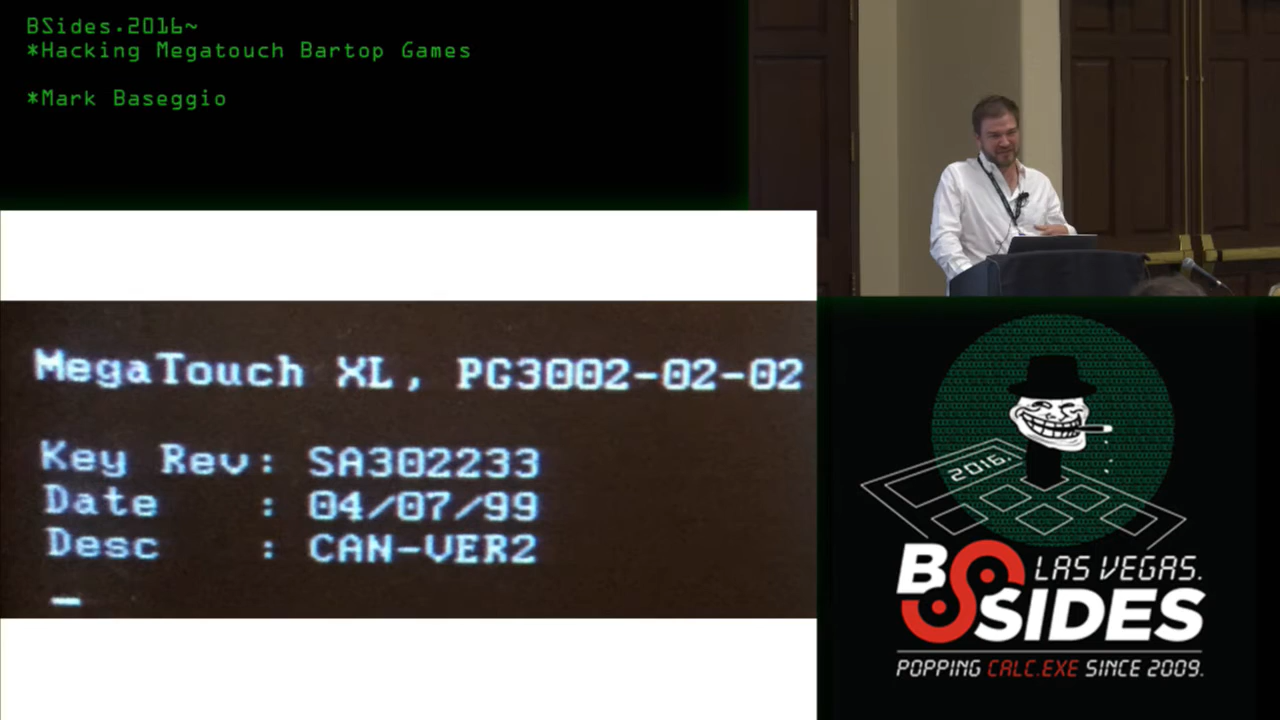 BSides.2016~
*Hacking Megatouch Bartop Games
*Mark Baseggio
MegaTouch XL, PG3002-02-02
Key Rev: SA302233
Date : 04/07/99
Desc : CAN-VER2
2016.
BSIDES
LAS VEGAS.
POPPING CALC.EXE SINCE 2009.